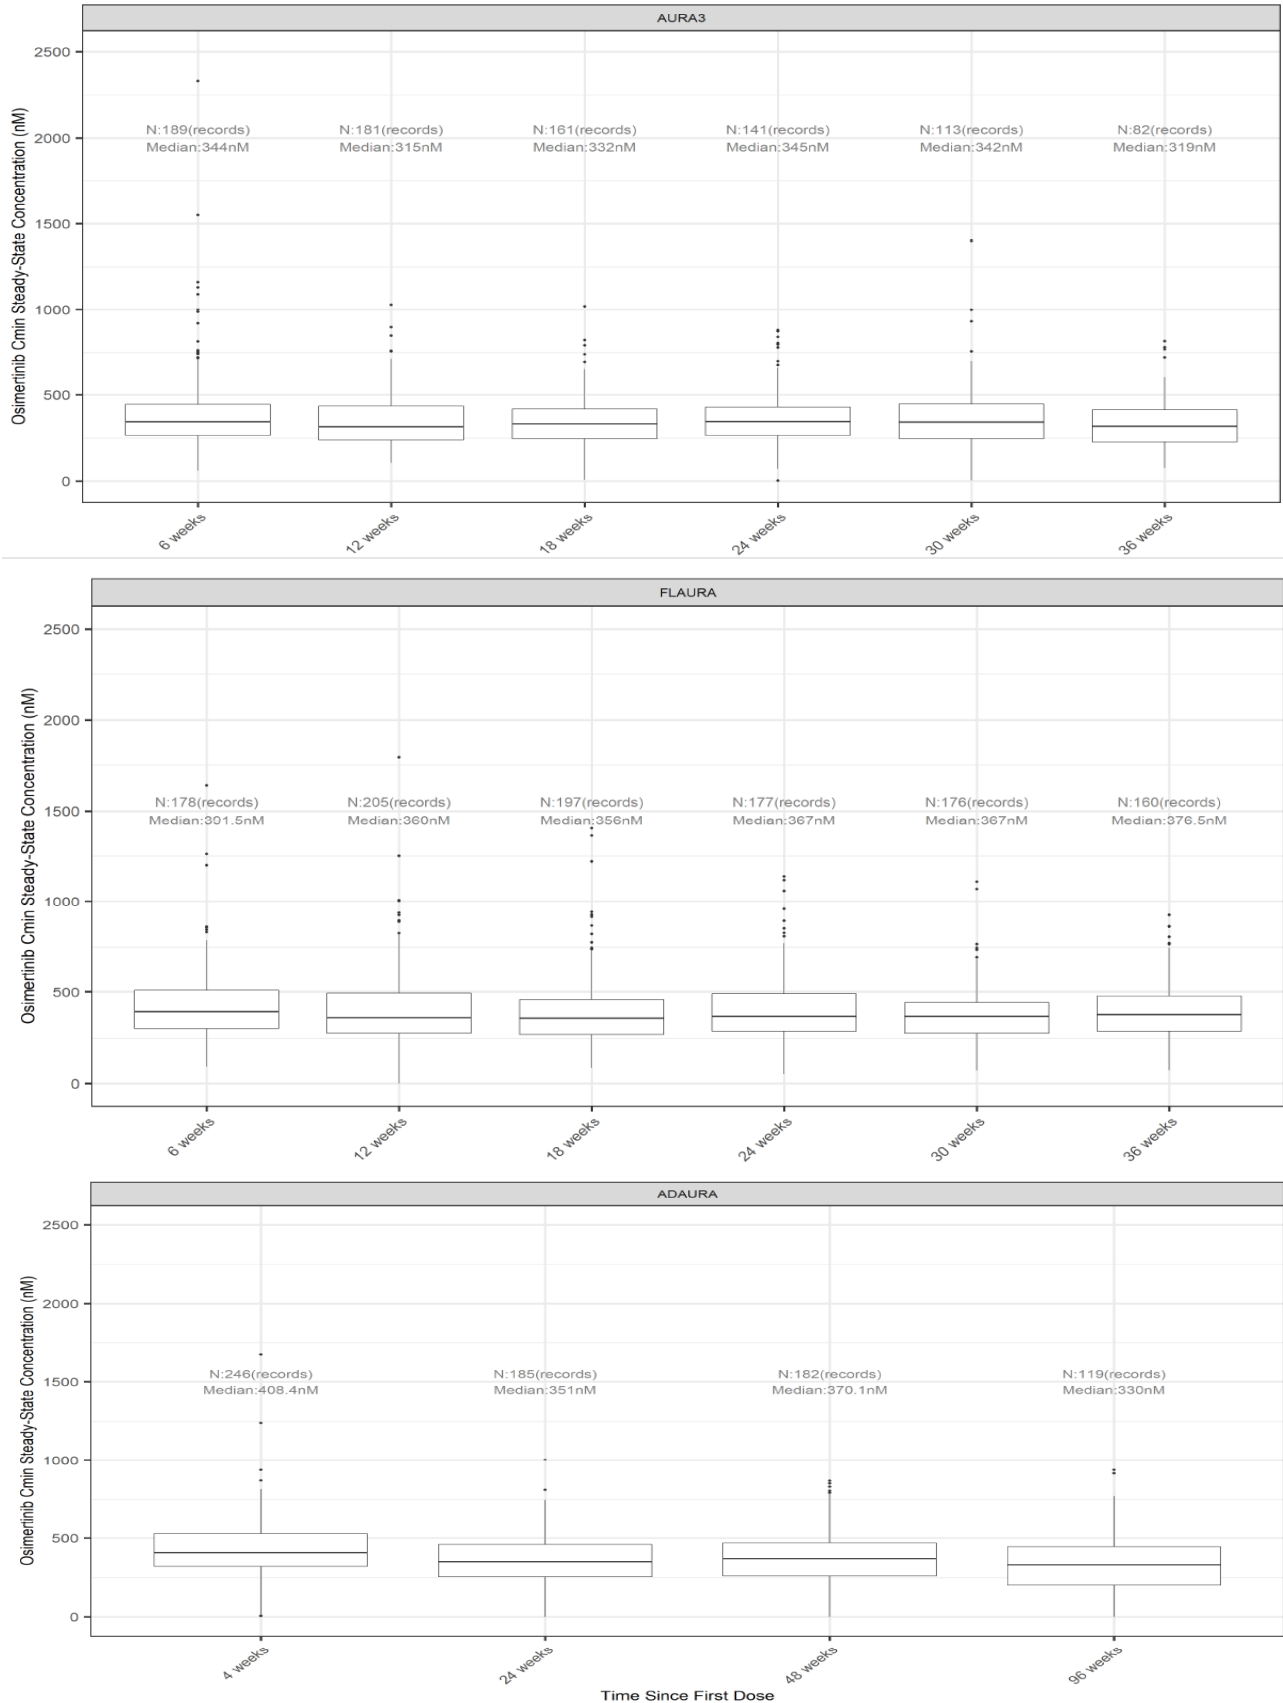 AURA3
Osimertinib Cmin Steady-State Concentration (nM)
2500
2000
1500
1000
500
0
N:189(records) N:181(records) N:161(records) N:141(records) N:113(records) N:82(records)
Median:344nM Median:315nM Median:332nM Median:345nM Median:342nM Median:319nM
6 weeks 12 weeks 18 weeks 24 weeks 30 weeks 36 weeks
FLAURA
Osimertinib Cmin Steady-State Concentration (nM)
2500
2000
1500
1000
500
0
N:178(records) N:205(records) N:197(records) N:177(records) N:176(records) N:160(records)
Median:391.5nM Median:360nM Median:356nM Median:367nM Median:367nM Median:376.5nM
6 weeks 12 weeks 18 weeks 24 weeks 30 weeks 36 weeks
ADAURA
Osimertinib Cmin Steady-State Concentration (nM)
2500
2000
1500
1000
500
0
N:246(records) N:185(records) N:182(records) N:119(records)
Median:408.4nM Median:351nM Median:370.1nM Median:330nM
4 weeks 24 weeks 48 weeks 96 weeks
Time Since First Dose